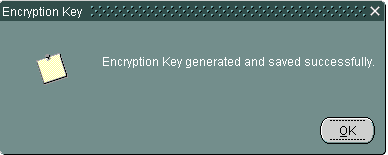 Encryption Key
Encryption Key generated and saved successfully.
OK